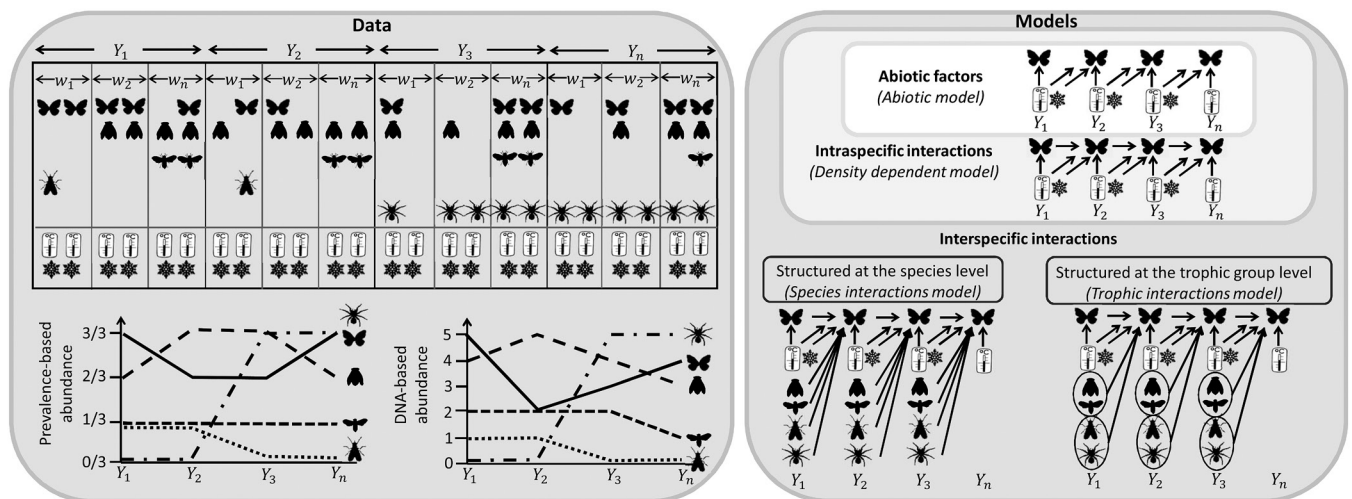 Data
Y1 Y2 Y3 Yn
w1 w2 wn w1 w2 wn w1 w2 wn w1 w2 wn
Prevalence-based
abundance
3/3
2/3
1/3
0/3
Y1 Y2 Y3 Yn
DNA-based
abundance
5
4
3
2
1
0
Y1 Y2 Y3 Yn
Models
Abiotic factors
(Abiotic model)
°C °C °C °C
Y1 Y2 Y3 Yn
Intraspecific interactions
(Density dependent model)
°C °C °C °C
Y1 Y2 Y3 Yn
Interspecific interactions
Structured at the species level
(Species interactions model)
°C °C °C °C
Y1 Y2 Y3 Yn
Structured at the trophic group level
(Trophic interactions model)
°C °C °C °C
Y1 Y2 Y3 Yn